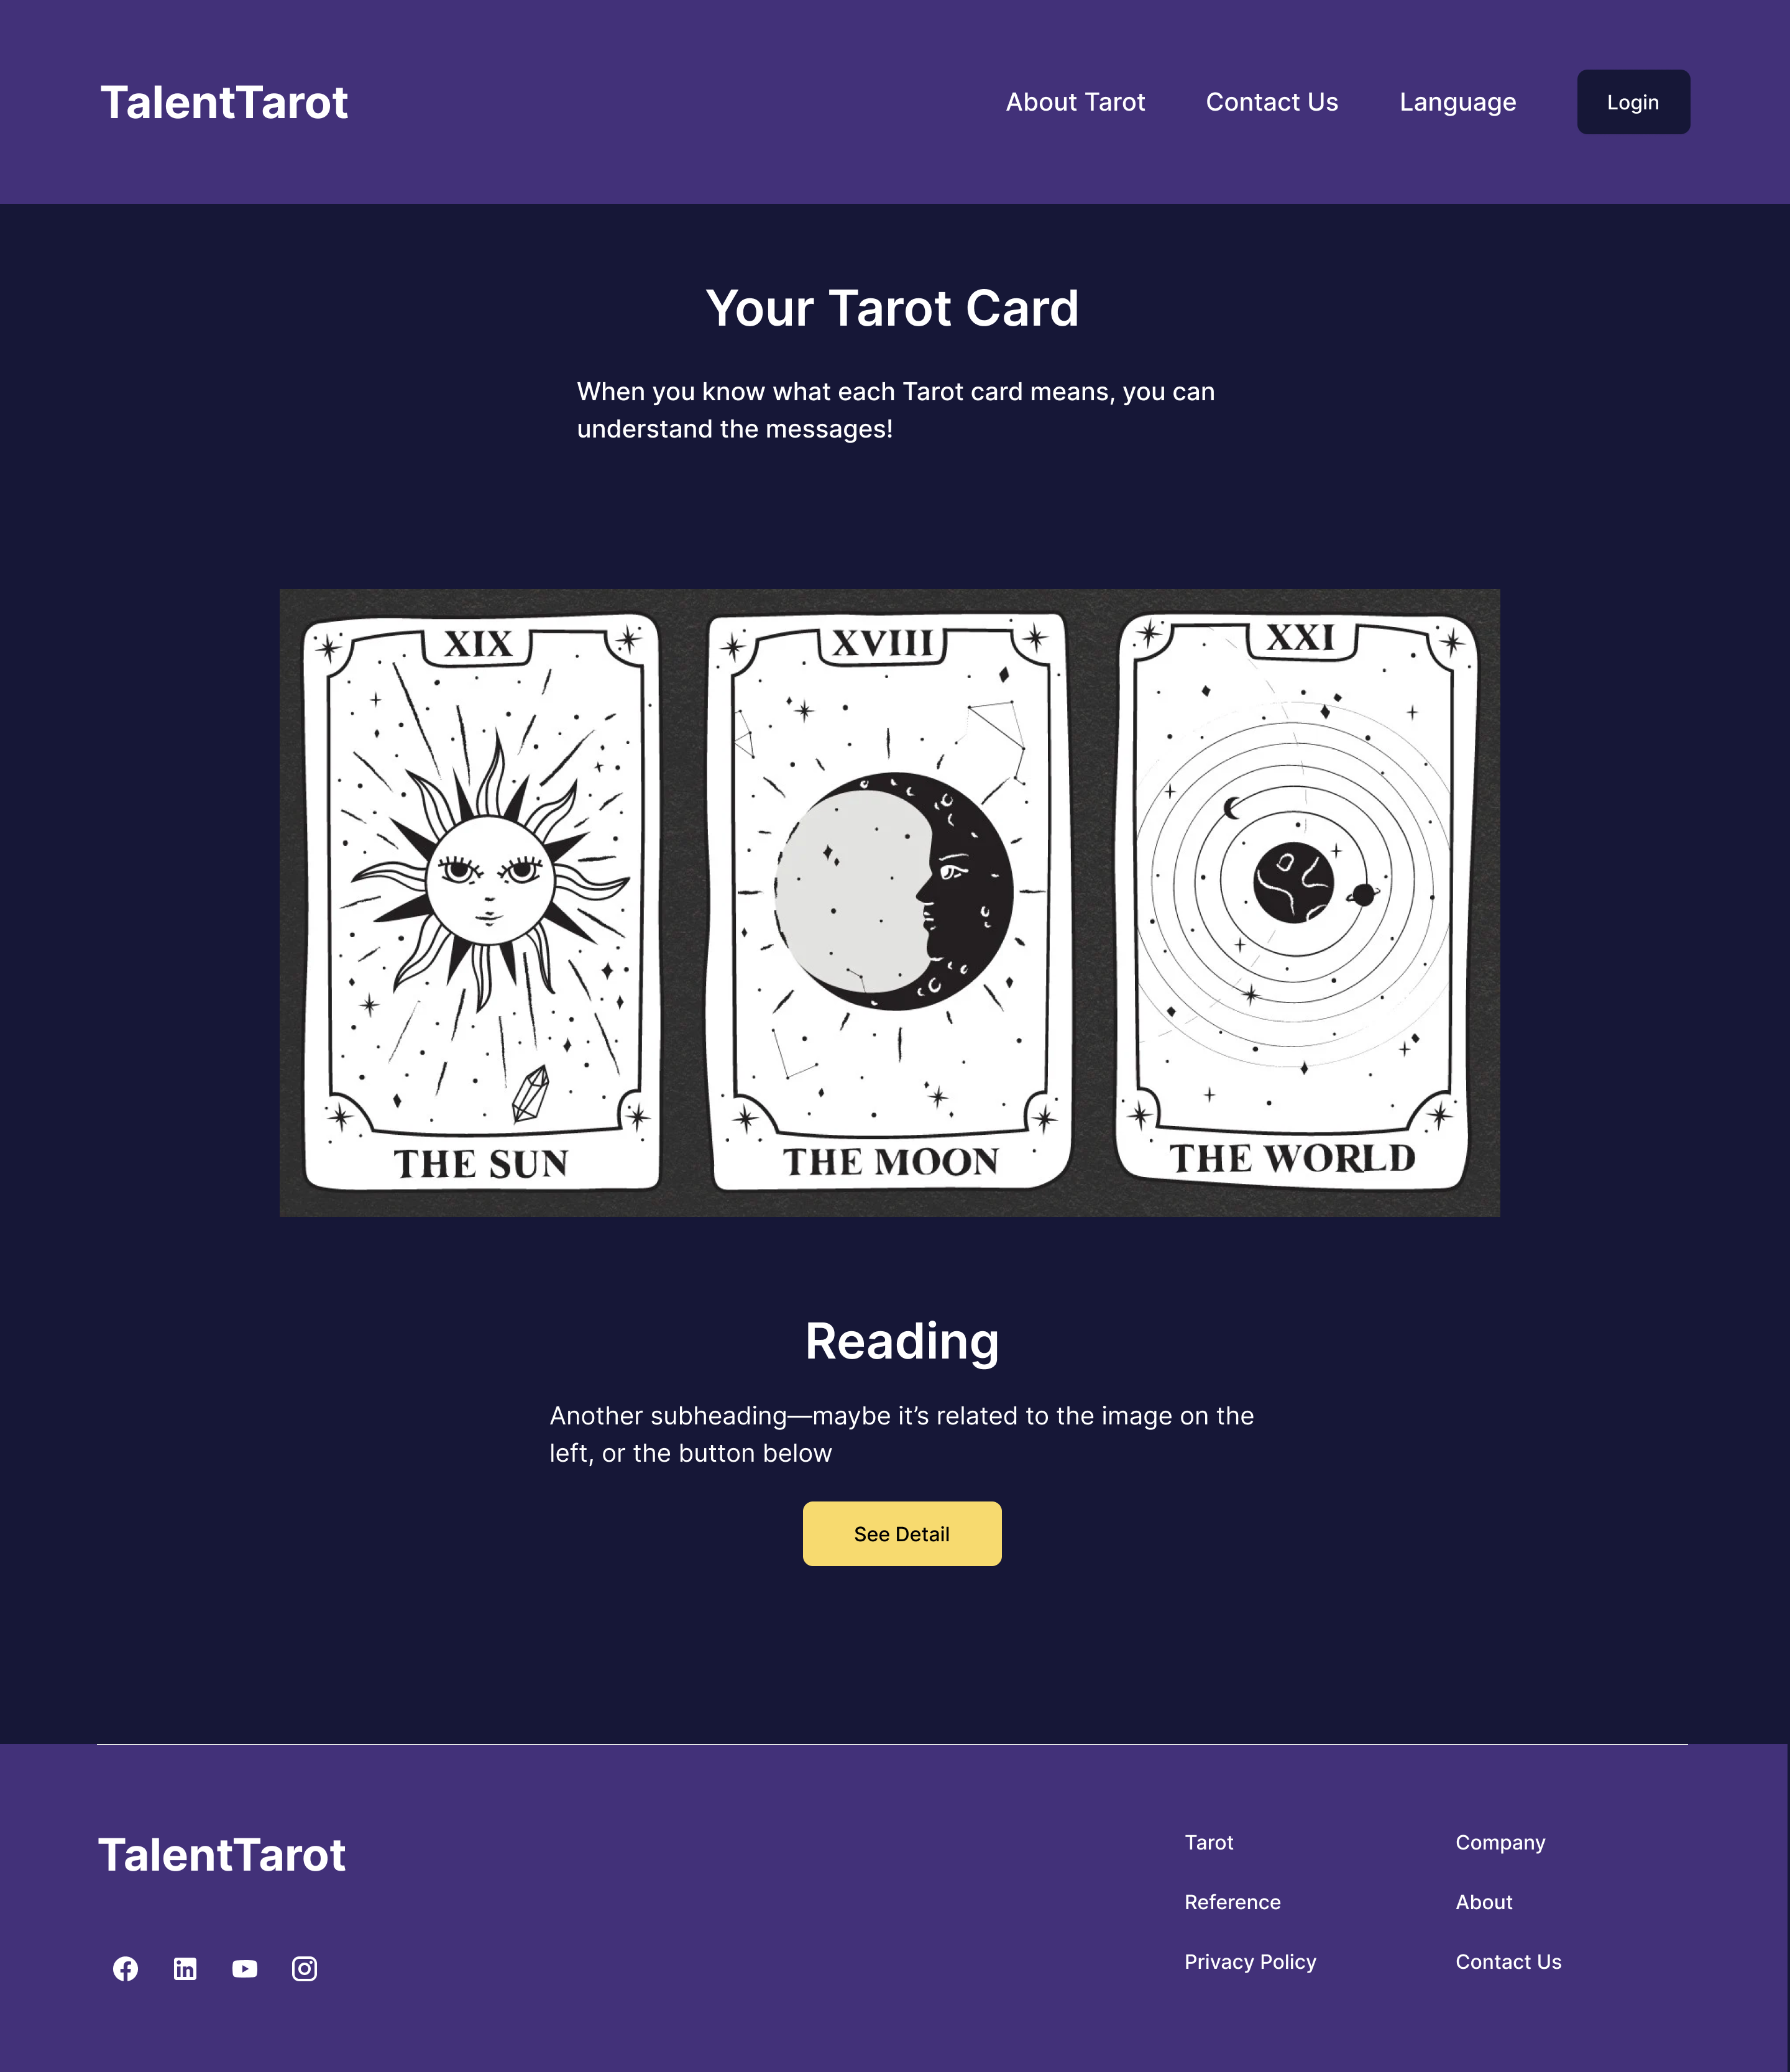 TalentTarot
About Tarot
Contact Us
Language
Login
Your Tarot Card
When you know what each Tarot card means, you can
understand the messages!
XIX
XVIII
XXI
THE SUN
THE MOON
THE WORLD
Reading
Another subheading—maybe it’s related to the image on the
left, or the button below
See Detail
TalentTarot
Tarot
Reference
Privacy Policy
Company
About
Contact Us